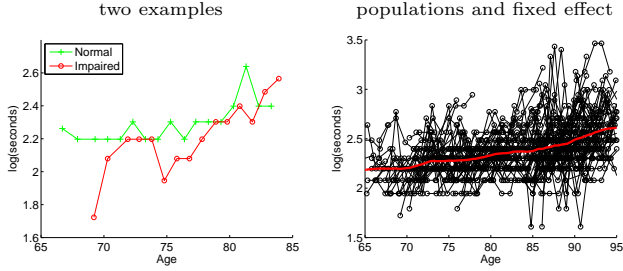 two examples
populations and fixed effect
Normal
Impaired
log(seconds)
2.6
2.4
2.2
2
1.8
1.6
65
70
75
80
85
Age
log(seconds)
3.5
3
2.5
2
1.5
65
70
75
80
85
90
95
Age